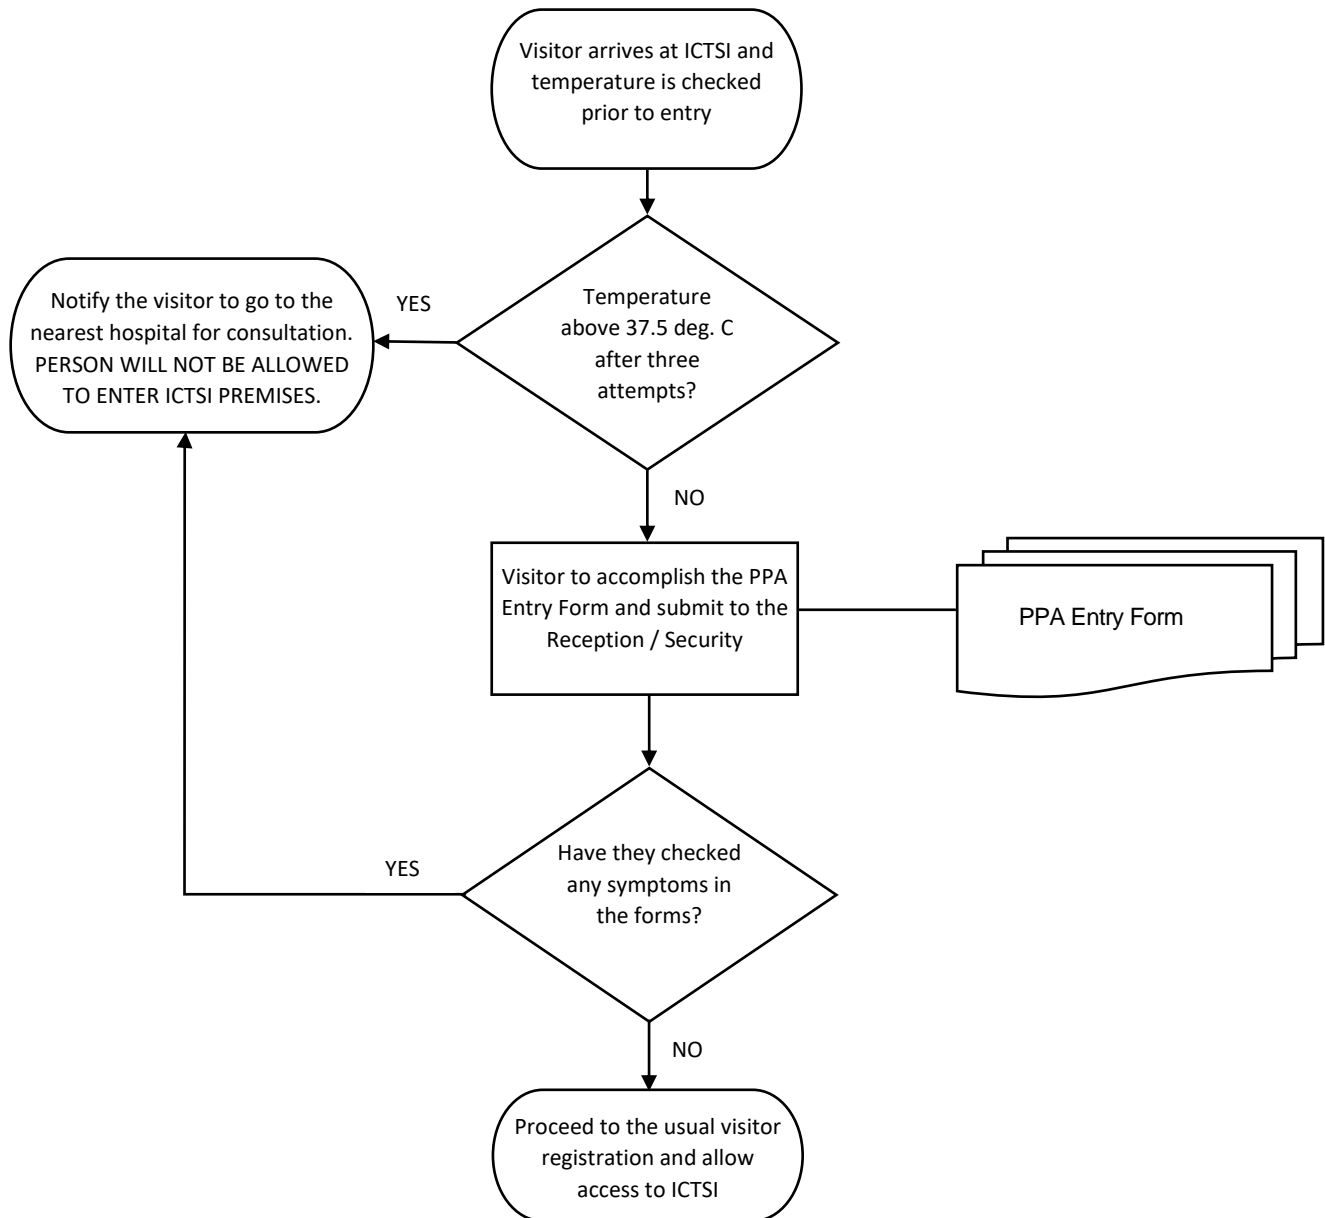 Visitor arrives at ICTSI and
temperature is checked
prior to entry
Temperature
above 37.5 deg. C
after three
attempts?
YES
Notify the visitor to go to the
nearest hospital for consultation.
PERSON WILL NOT BE ALLOWED
TO ENTER ICTSI PREMISES.
NO
Visitor to accomplish the PPA
Entry Form and submit to the
Reception / Security
PPA Entry Form
Have they checked
any symptoms in
the forms?
YES
NO
Proceed to the usual visitor
registration and allow
access to ICTSI